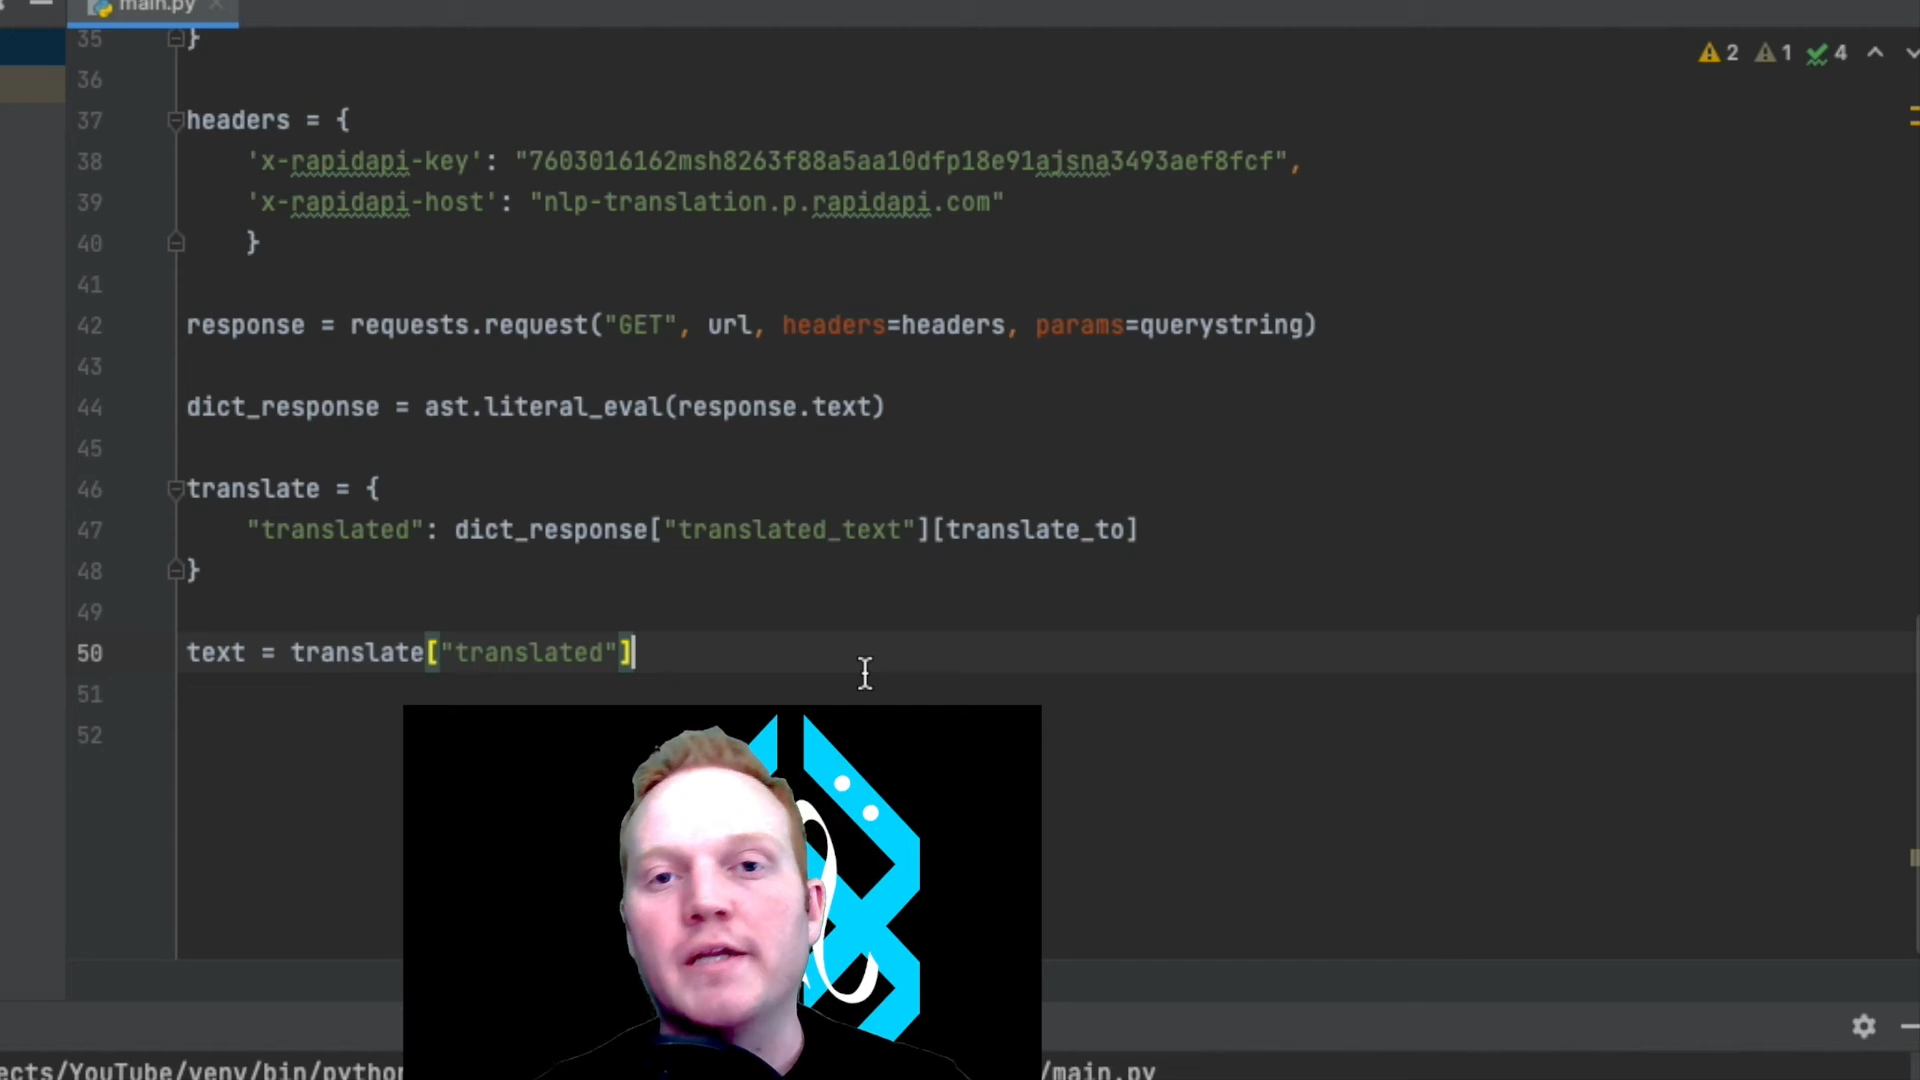 main.py
35 }
36
37 headers = {
38 'x-rapidapi-key': "7603016162msh8263f88a5aa10dfp18e91ajsna3493aef8fcf",
39 'x-rapidapi-host': "nlp-translation.p.rapidapi.com"
40 }
41
42 response = requests.request("GET", url, headers=headers, params=querystring)
43
44 dict_response = ast.literal_eval(response.text)
45
46 translate = {
47 "translated": dict_response["translated_text"][translate_to]
48 }
49
50 text = translate["translated"]
51
52
2 1 4
ects/YouTube/venv/bin/python /main.py